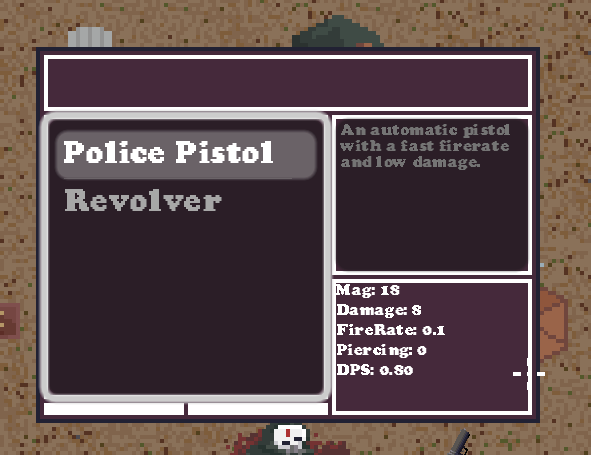 Police Pistol
Revolver
An automatic pistol
with a fast firerate
and low damage.
Mag: 18
Damage: 8
FireRate: 0.1
Piercing: 0
DPS: 0.80